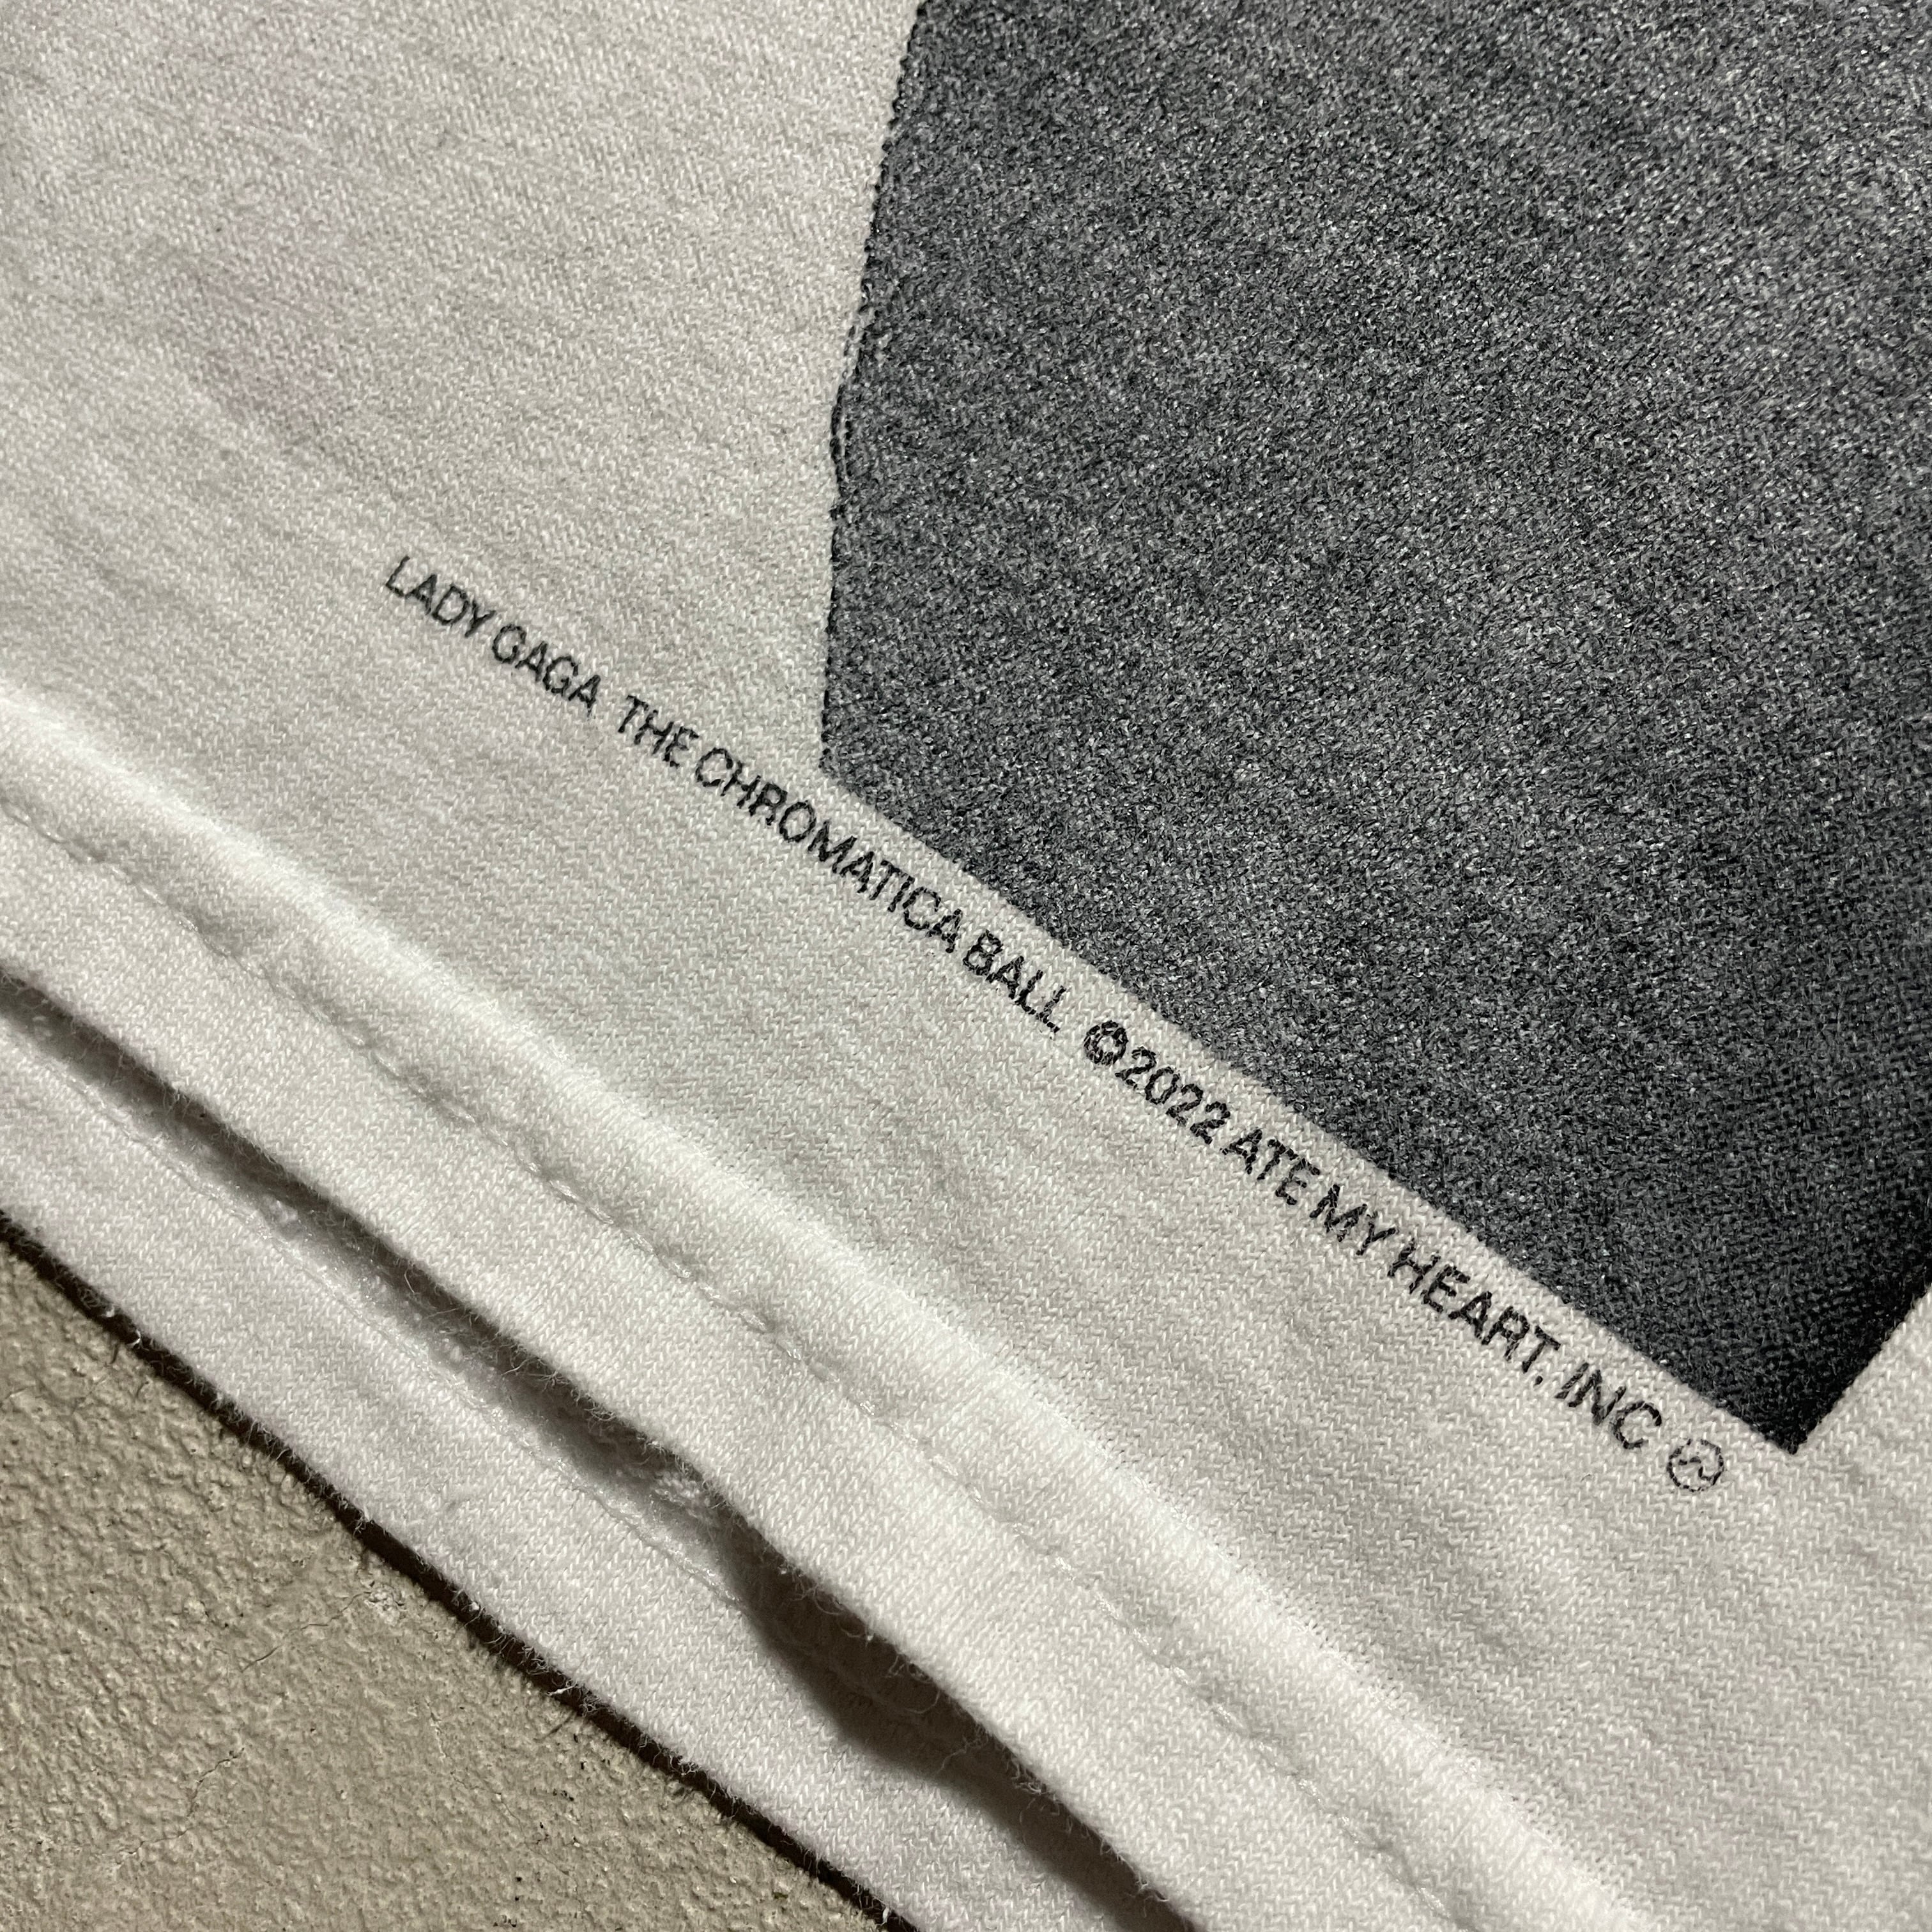 LADY GAGA THE CHROMATICA BALL ©2022 ATE MY HEART, INC